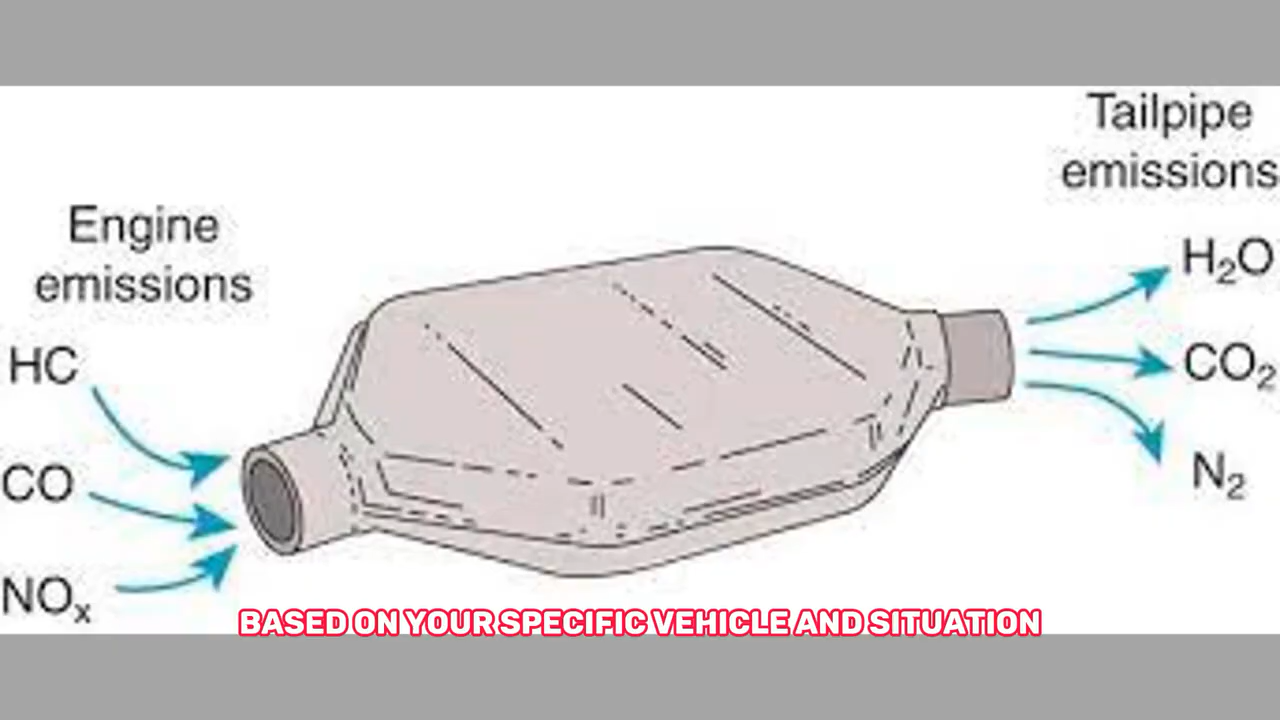 Engine
emissions
HC
CO
NOₓ
Tailpipe
emissions
H₂O
CO₂
N₂
BASED ON YOUR SPECIFIC VEHICLE AND SITUATION